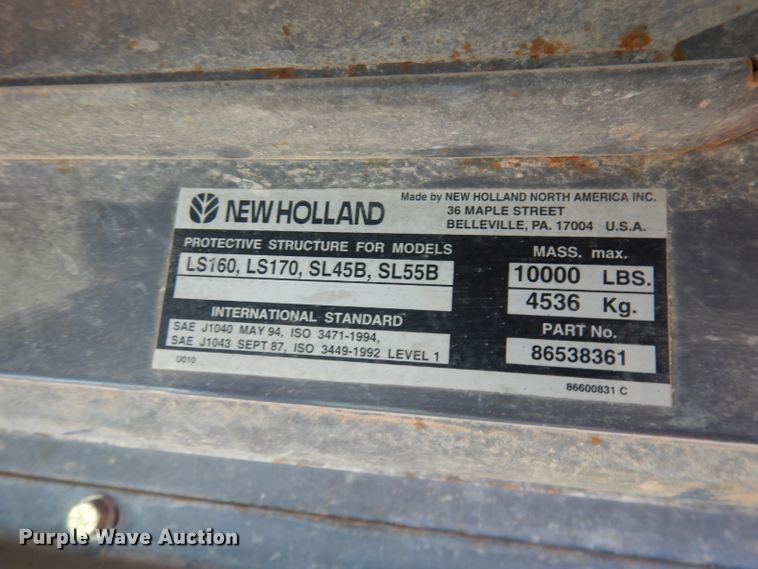 NEW HOLLAND
Made by NEW HOLLAND NORTH AMERICA INC.
36 MAPLE STREET
BELLEVILLE, PA. 17004 U.S.A.
PROTECTIVE STRUCTURE FOR MODELS
LS160, LS170, SL45B, SL55B
MASS. max.
10000 LBS.
4536 Kg.
INTERNATIONAL STANDARD
SAE J1040 MAY 94, ISO 3471-1994,
SAE J1043 SEPT 87, ISO 3449-1992 LEVEL 1
PART No.
86538361
U010
86600831 C
Purple Wave Auction